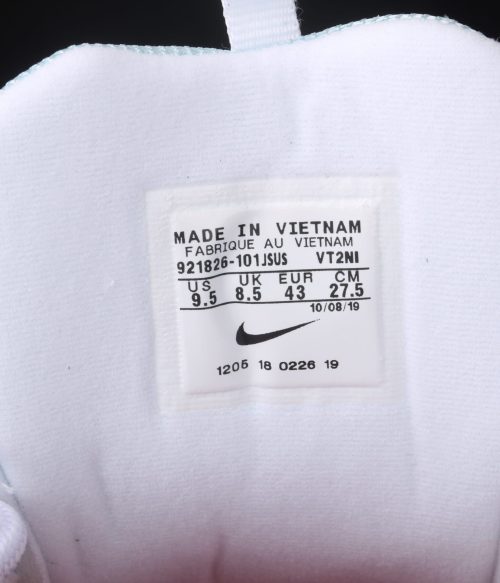 MADE IN VIETNAM
FABRIQUE AU VIETNAM
921826-101JSUS VT2NI
US UK EUR CM
9.5 8.5 43 27.5
10/08/19
1205 18 0226 19